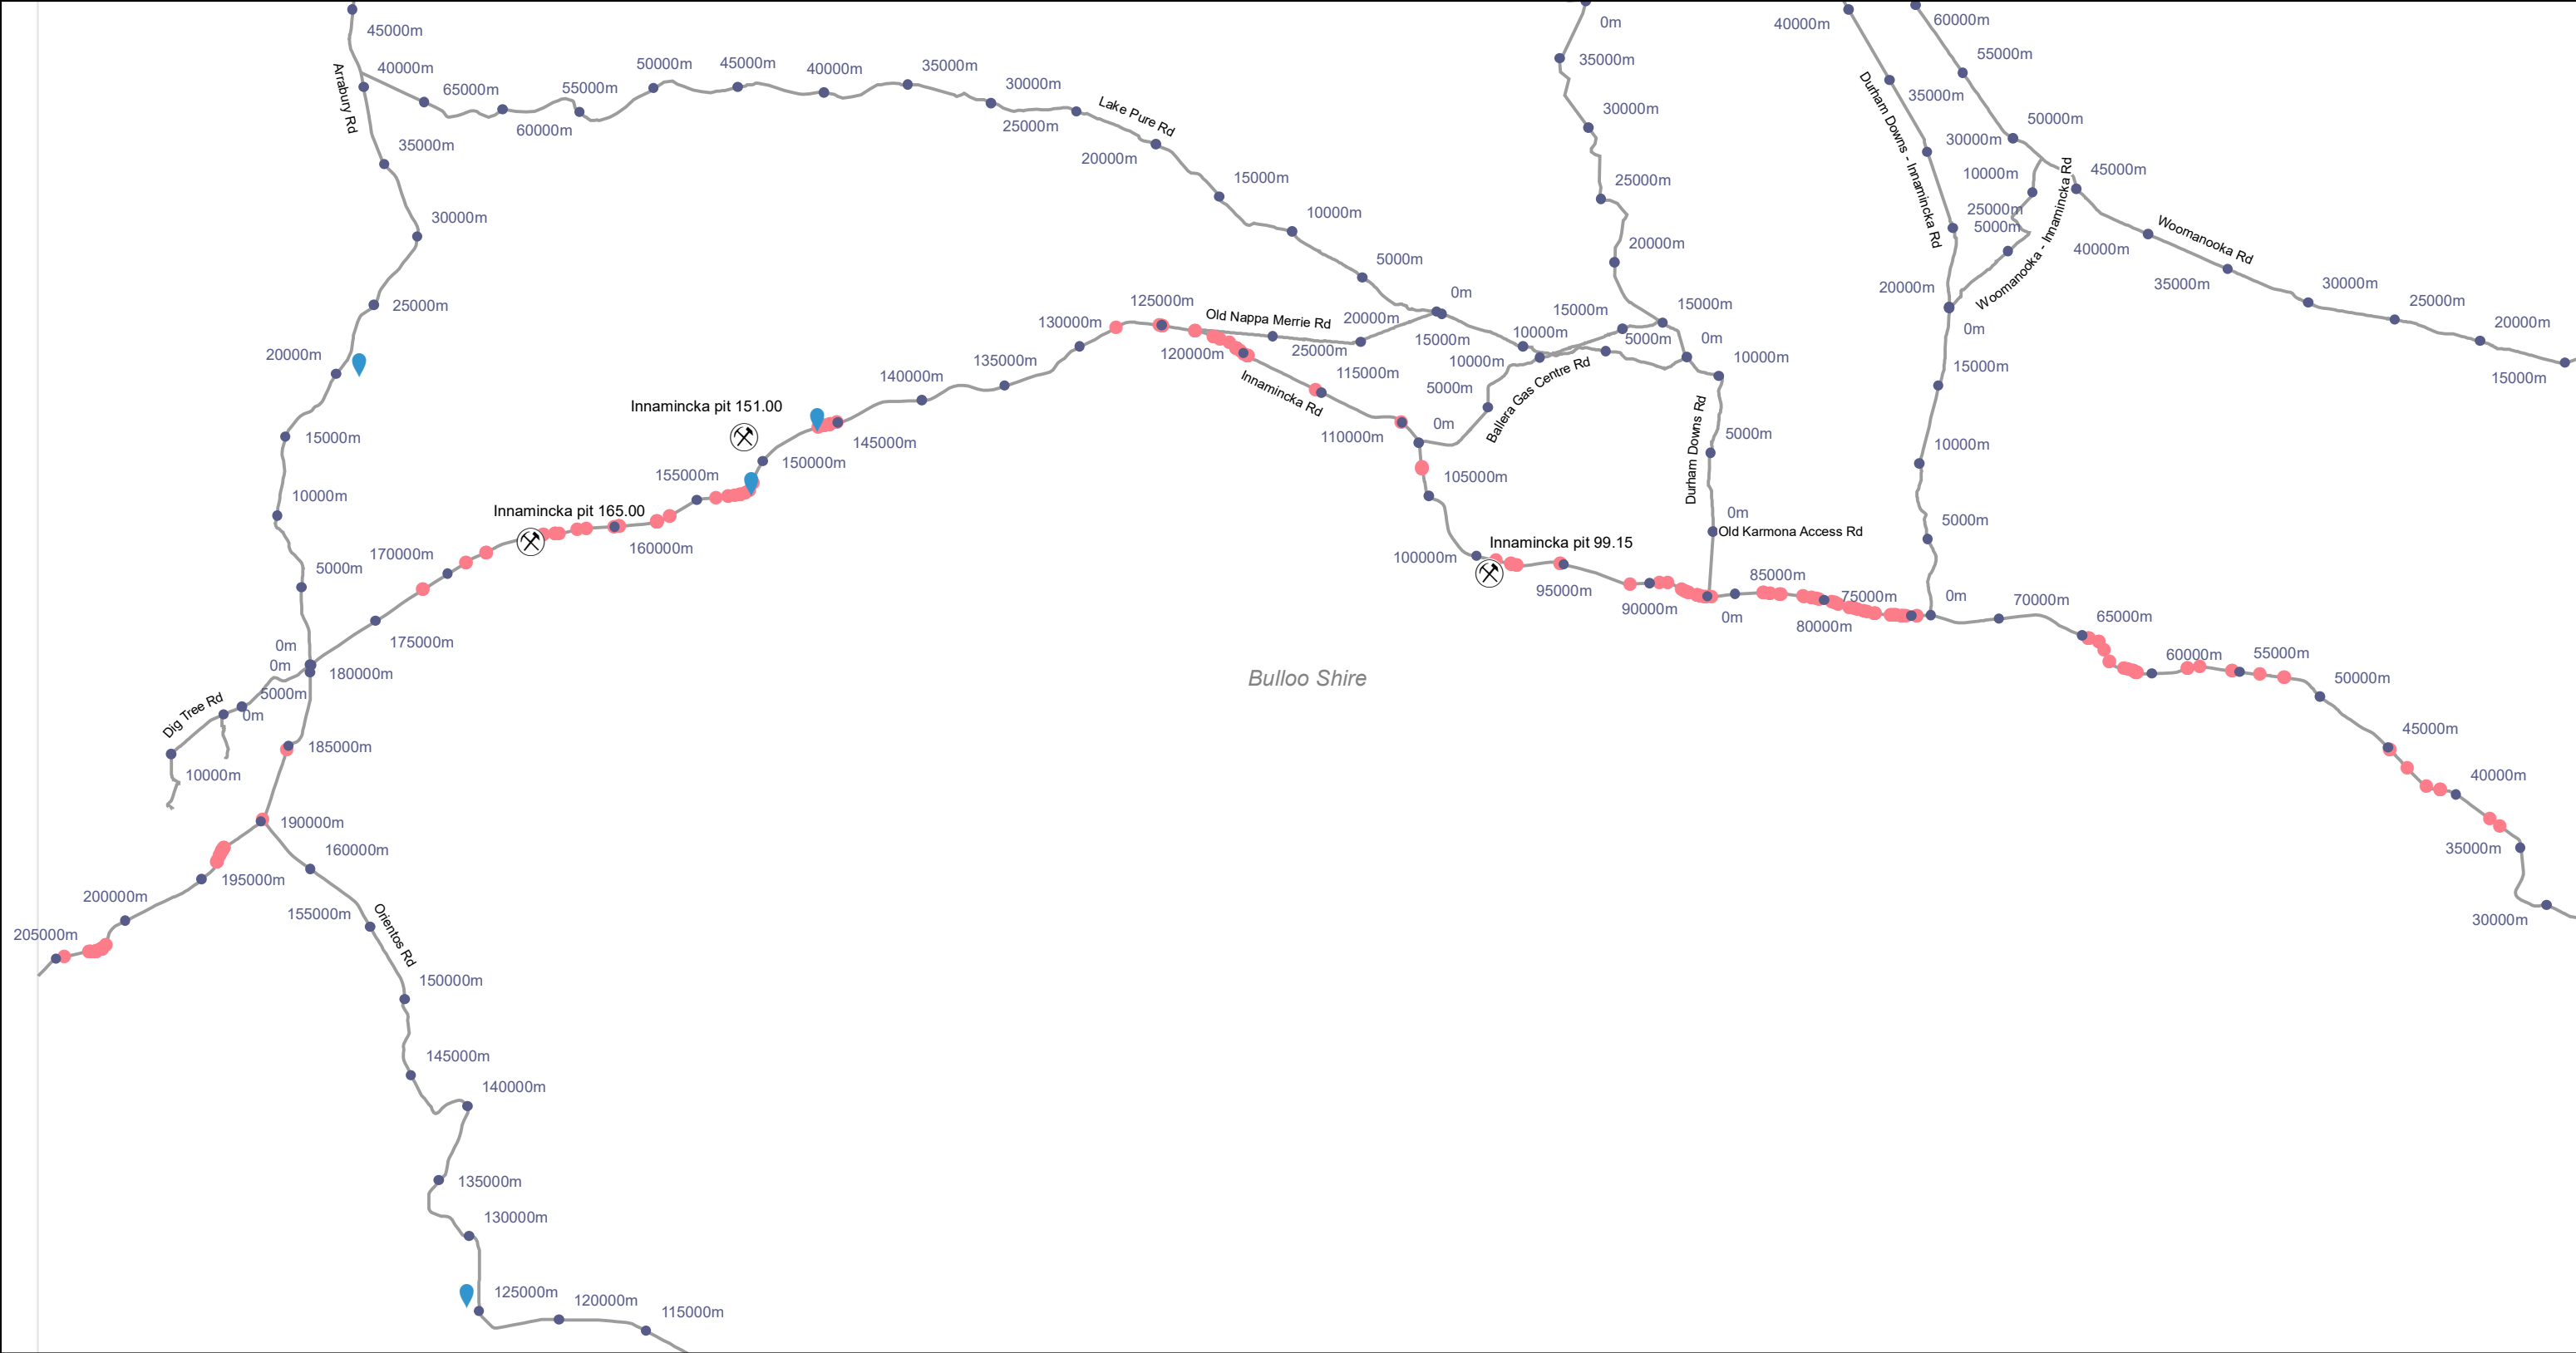 0m
40000m
60000m
45000m
55000m
35000m
50000m
45000m
40000m
35000m
30000m
40000m
65000m
55000m
60000m
25000m
20000m
Arrabury Rd
Lake Pure Rd
30000m
35000m
Durham Downs - Innamincka Rd
50000m
30000m
10000m
45000m
35000m
15000m
25000m
25000m
5000m
Woomanooka - Innamincka Rd
Woomanooka Rd
30000m
10000m
20000m
40000m
5000m
35000m
30000m
25000m
20000m
15000m
25000m
0m
20000m
125000m
Old Nappa Merrie Rd
20000m
15000m
15000m
130000m
15000m
10000m
5000m
0m
0m
20000m
120000m
25000m
10000m
10000m
135000m
115000m
5000m
Ballera Gas Centre Rd
15000m
140000m
Innamincka Rd
Innamincka pit 151.00
15000m
145000m
110000m
0m
Durham Downs Rd
5000m
10000m
150000m
155000m
105000m
10000m
Innamincka pit 165.00
0m
5000m
Old Karmona Access Rd
170000m
160000m
100000m
Innamincka pit 99.15
5000m
95000m
85000m
75000m
0m
70000m
90000m
0m
80000m
65000m
175000m
0m
0m
180000m
60000m
55000m
50000m
Bulloo Shire
5000m
Dig Tree Rd
0m
185000m
45000m
10000m
40000m
190000m
160000m
35000m
195000m
200000m
155000m
Orientos Rd
30000m
205000m
150000m
145000m
140000m
135000m
130000m
125000m
120000m
115000m